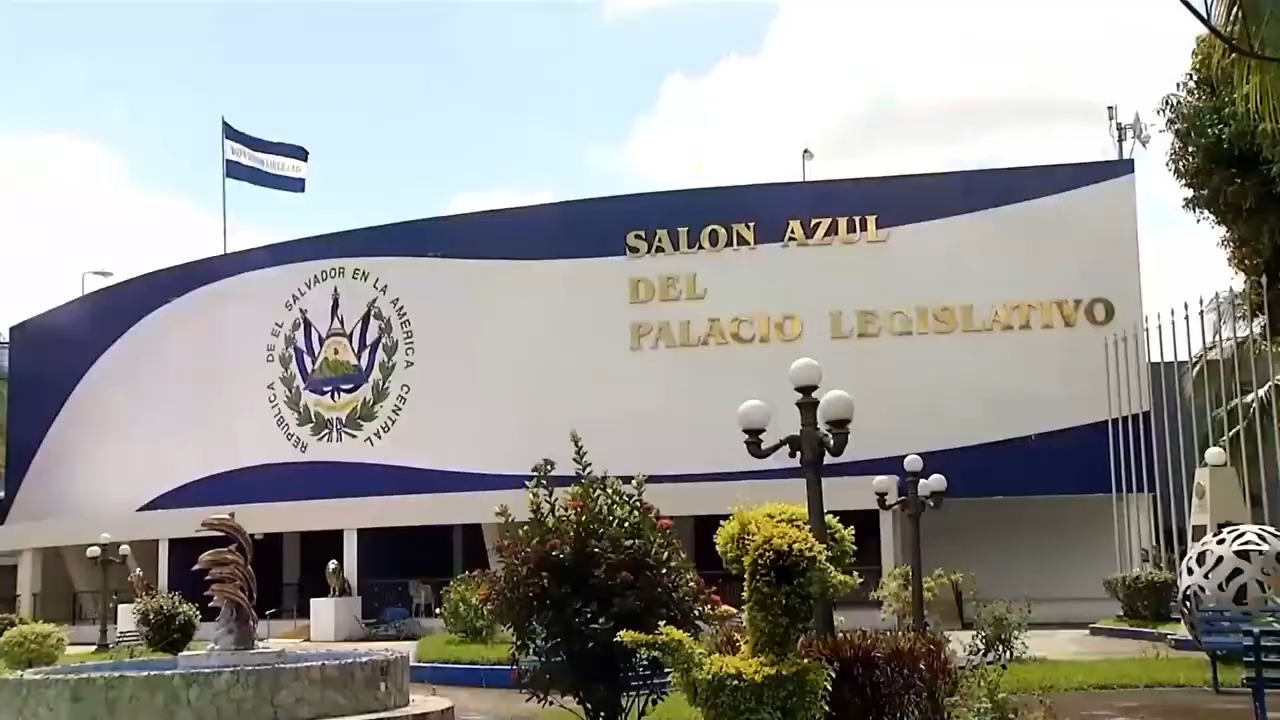 SALON AZUL
DEL
PALACIO LEGISLATIVO
REPUBLICA DE EL SALVADOR EN LA AMERICA CENTRAL